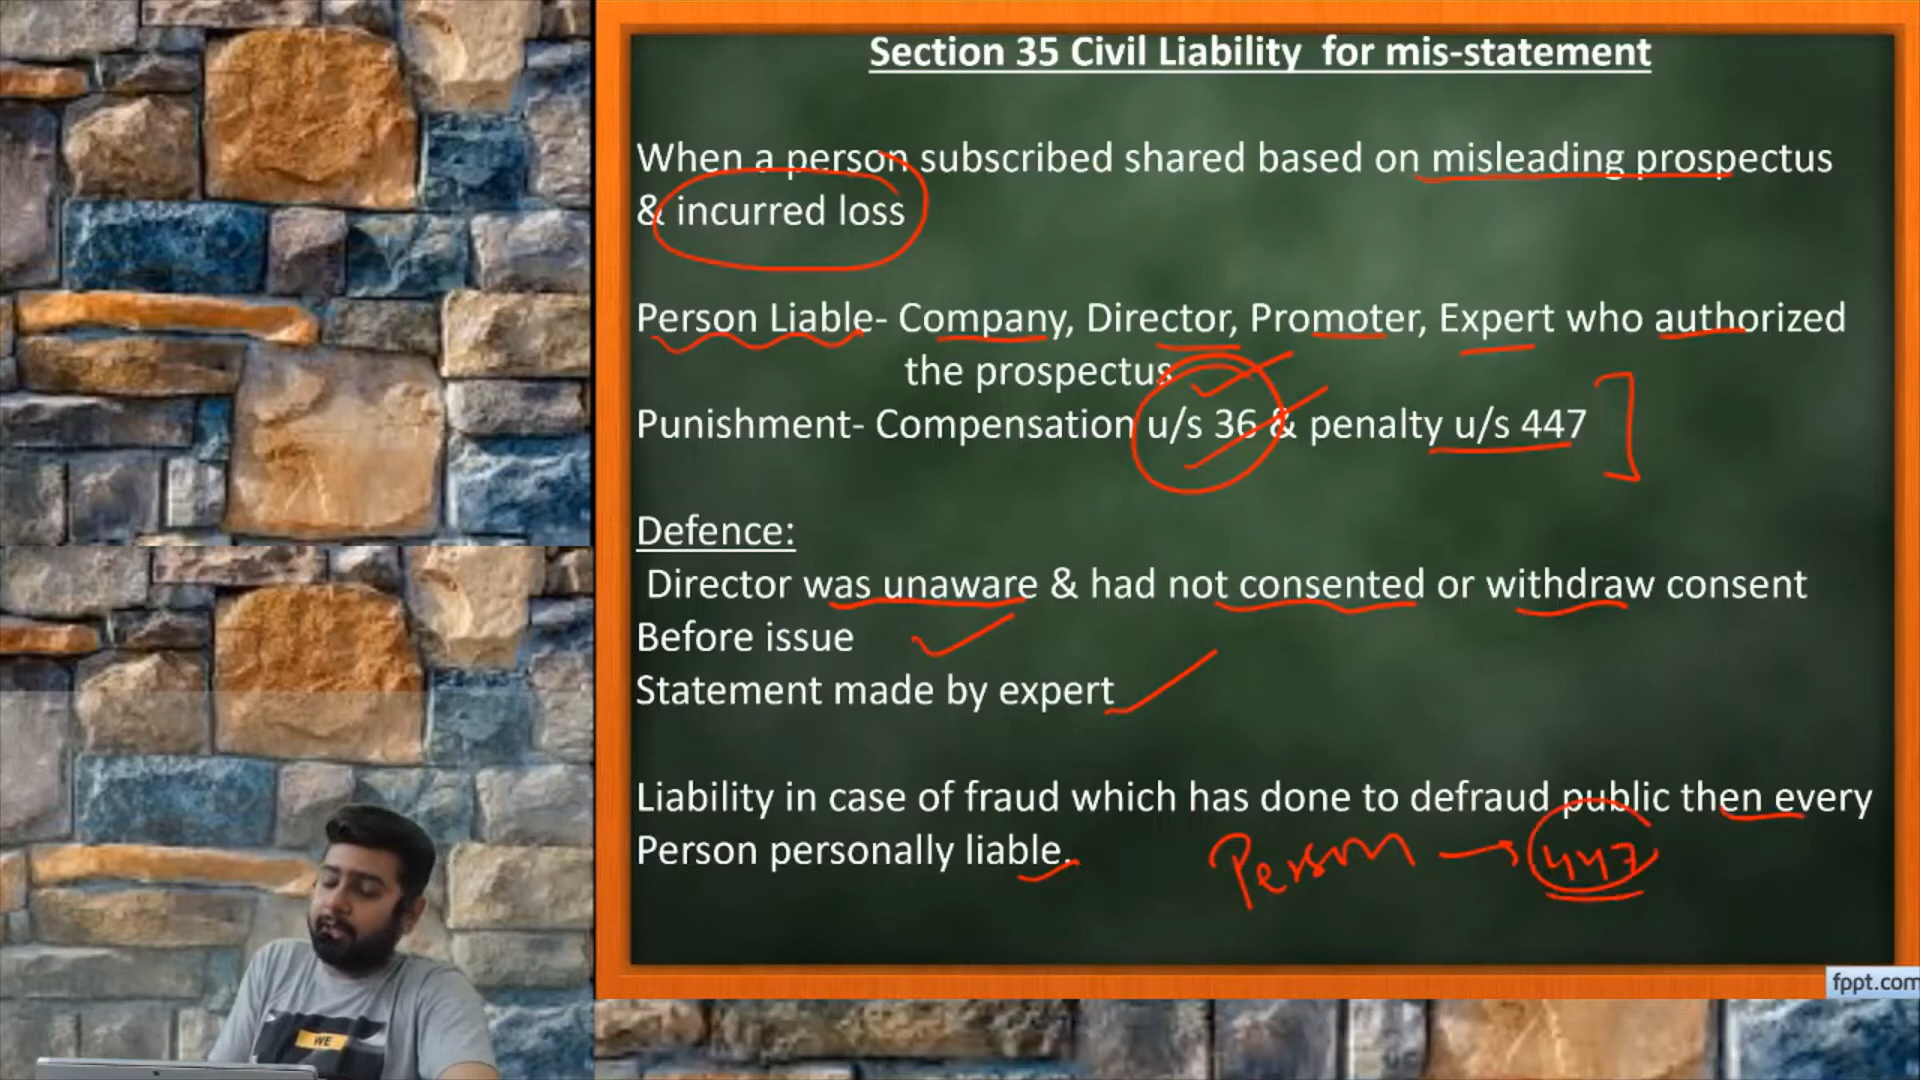 Section 35 Civil Liability for mis-statement
When a person subscribed shared based on misleading prospectus
& incurred loss
Person Liable- Company, Director, Promoter, Expert who authorized
the prospectus
Punishment- Compensation u/s 36 & penalty u/s 447
Defence:
Director was unaware & had not consented or withdraw consent
Before issue
Statement made by expert
Liability in case of fraud which has done to defraud public then every
Person personally liable.
Person → 447
fppt.com
WE